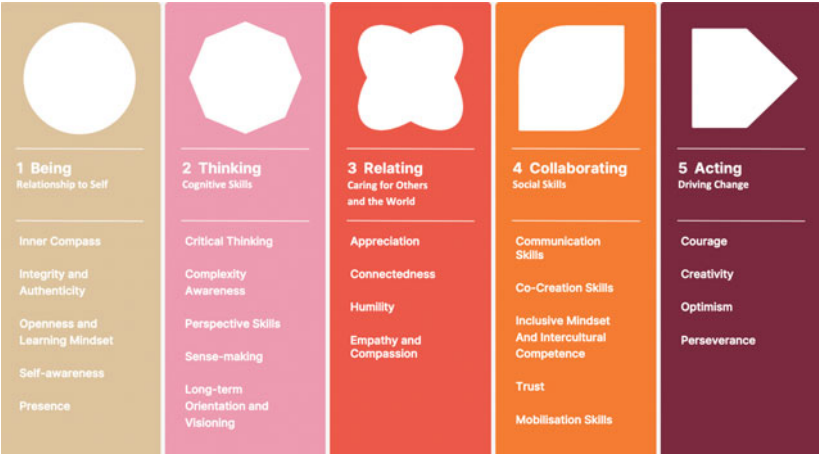 1 Being
Relationship to Self
Inner Compass
Integrity and
Authenticity
Openness and
Learning Mindset
Self-awareness
Presence
2 Thinking
Cognitive Skills
Critical Thinking
Complexity
Awareness
Perspective Skills
Sense-making
Long-term
Orientation and
Visioning
3 Relating
Caring for Others
and the World
Appreciation
Connectedness
Humility
Empathy and
Compassion
4 Collaborating
Social Skills
Communication
Skills
Co-Creation Skills
Inclusive Mindset
And Intercultural
Competence
Trust
Mobilisation Skills
5 Acting
Driving Change
Courage
Creativity
Optimism
Perseverance